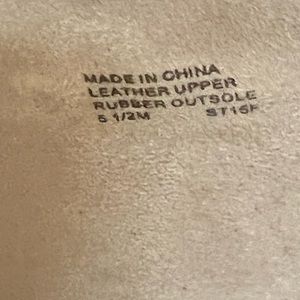 MADE IN CHINA
LEATHER UPPER
RUBBER OUTSOLE
5 1/2M ST15F